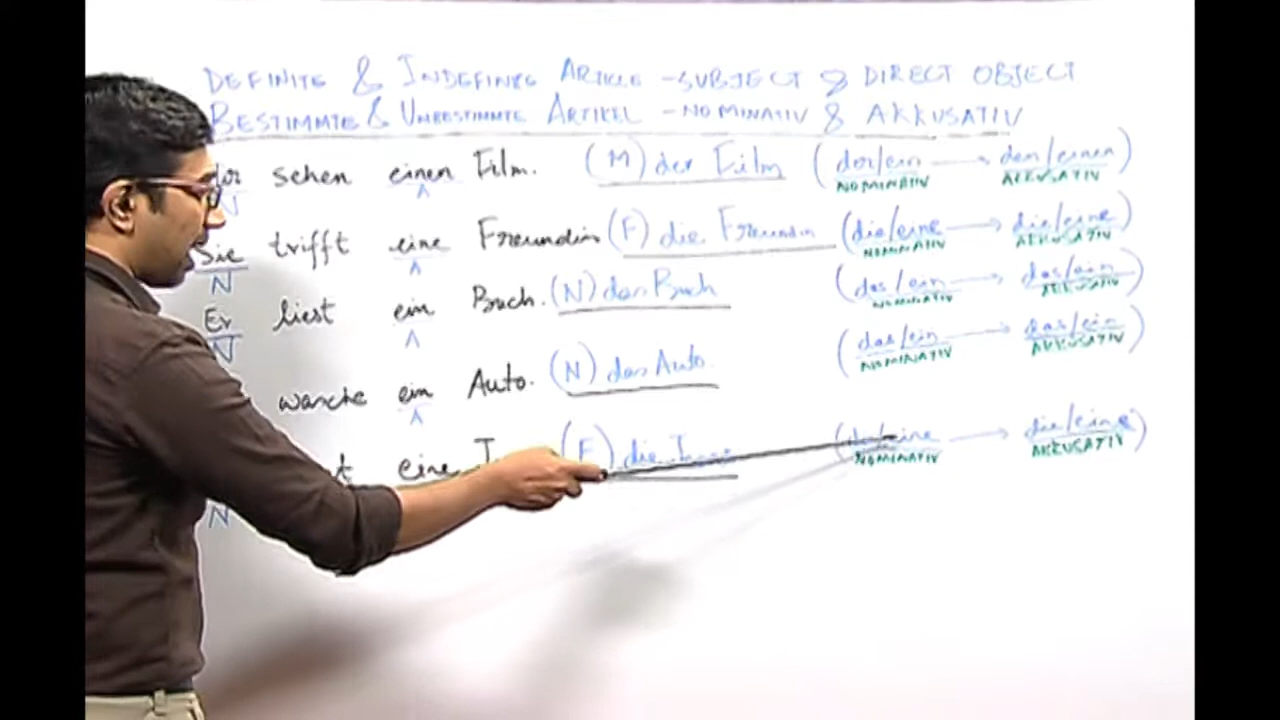 DEFINITE & INDEFINITE ARTICLE - SUBJECT & DIRECT OBJECT
BESTIMMTE & UNBESTIMMTE ARTIKEL - NOMINATIV & AKKUSATIV
sehen einen Film. (M) der Film (der/ein → den/einen)
N A NOMINATIV AKKUSATIV
Sie trifft eine Freundin (F) die Freundin (die/eine → die/eine)
N A NOMINATIV AKKUSATIV
Er liest ein Buch. (N) das Buch (das/ein → das/ein)
N A NOMINATIV AKKUSATIV
wasche ein Auto. (N) das Auto. (das/ein → das/ein)
A NOMINATIV AKKUSATIV
eine (F) die → die/eine)
N NOMINATIV AKKUSATIV